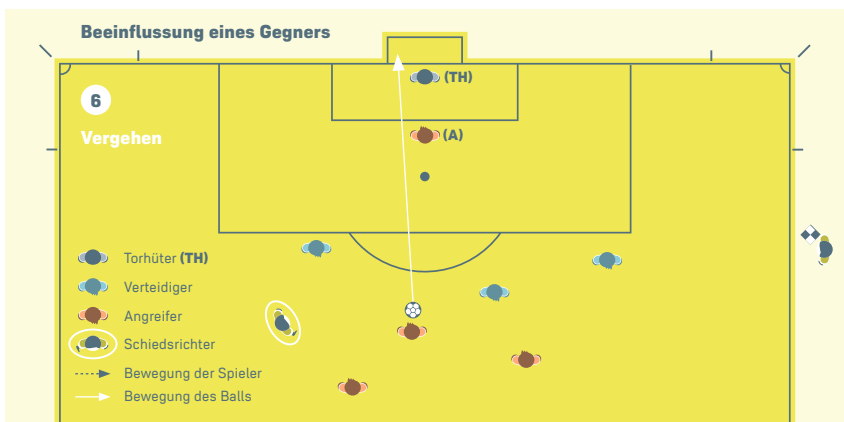 Beeinflussung eines Gegners
(TH)
6
(A)
Vergehen
Torhüter (TH)
Verteidiger
Angreifer
Schiedsrichter
Bewegung der Spieler
Bewegung des Balls